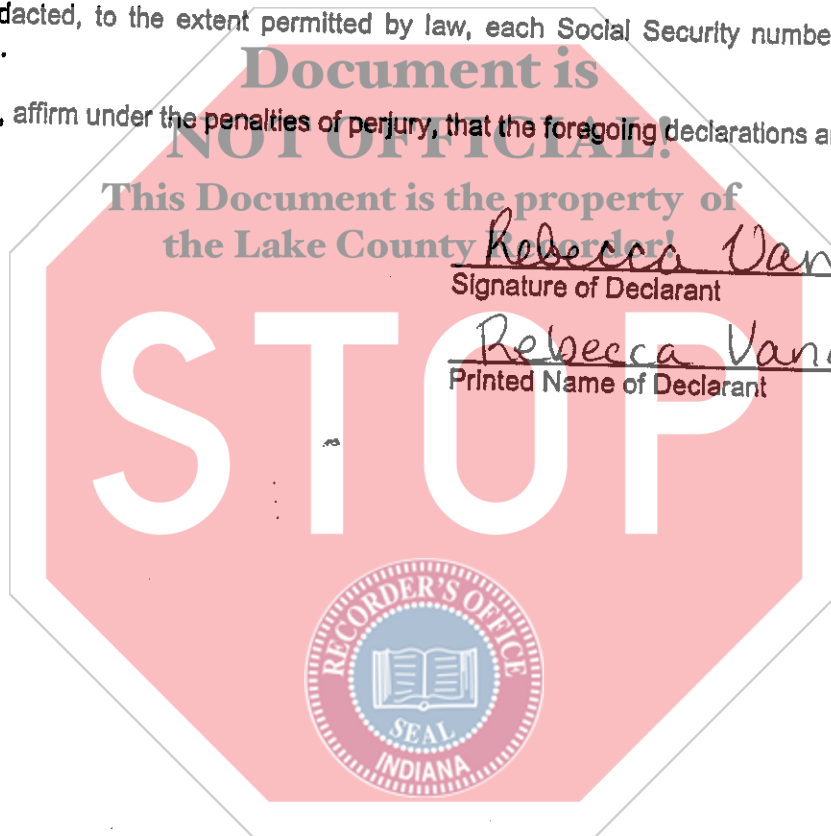 dacted, to the extent permitted by law, each Social Security numbe
.
Document is
, affirm under the penalties of perjury, that the foregoing declarations a
NOT OFFICIAL!
This Document is the property of
the Lake County Recorder!
Rebecca Van
Signature of Declarant
Rebecca Van
Printed Name of Declarant
STOP
RECORDER'S OFFICE
SEAL
INDIANA